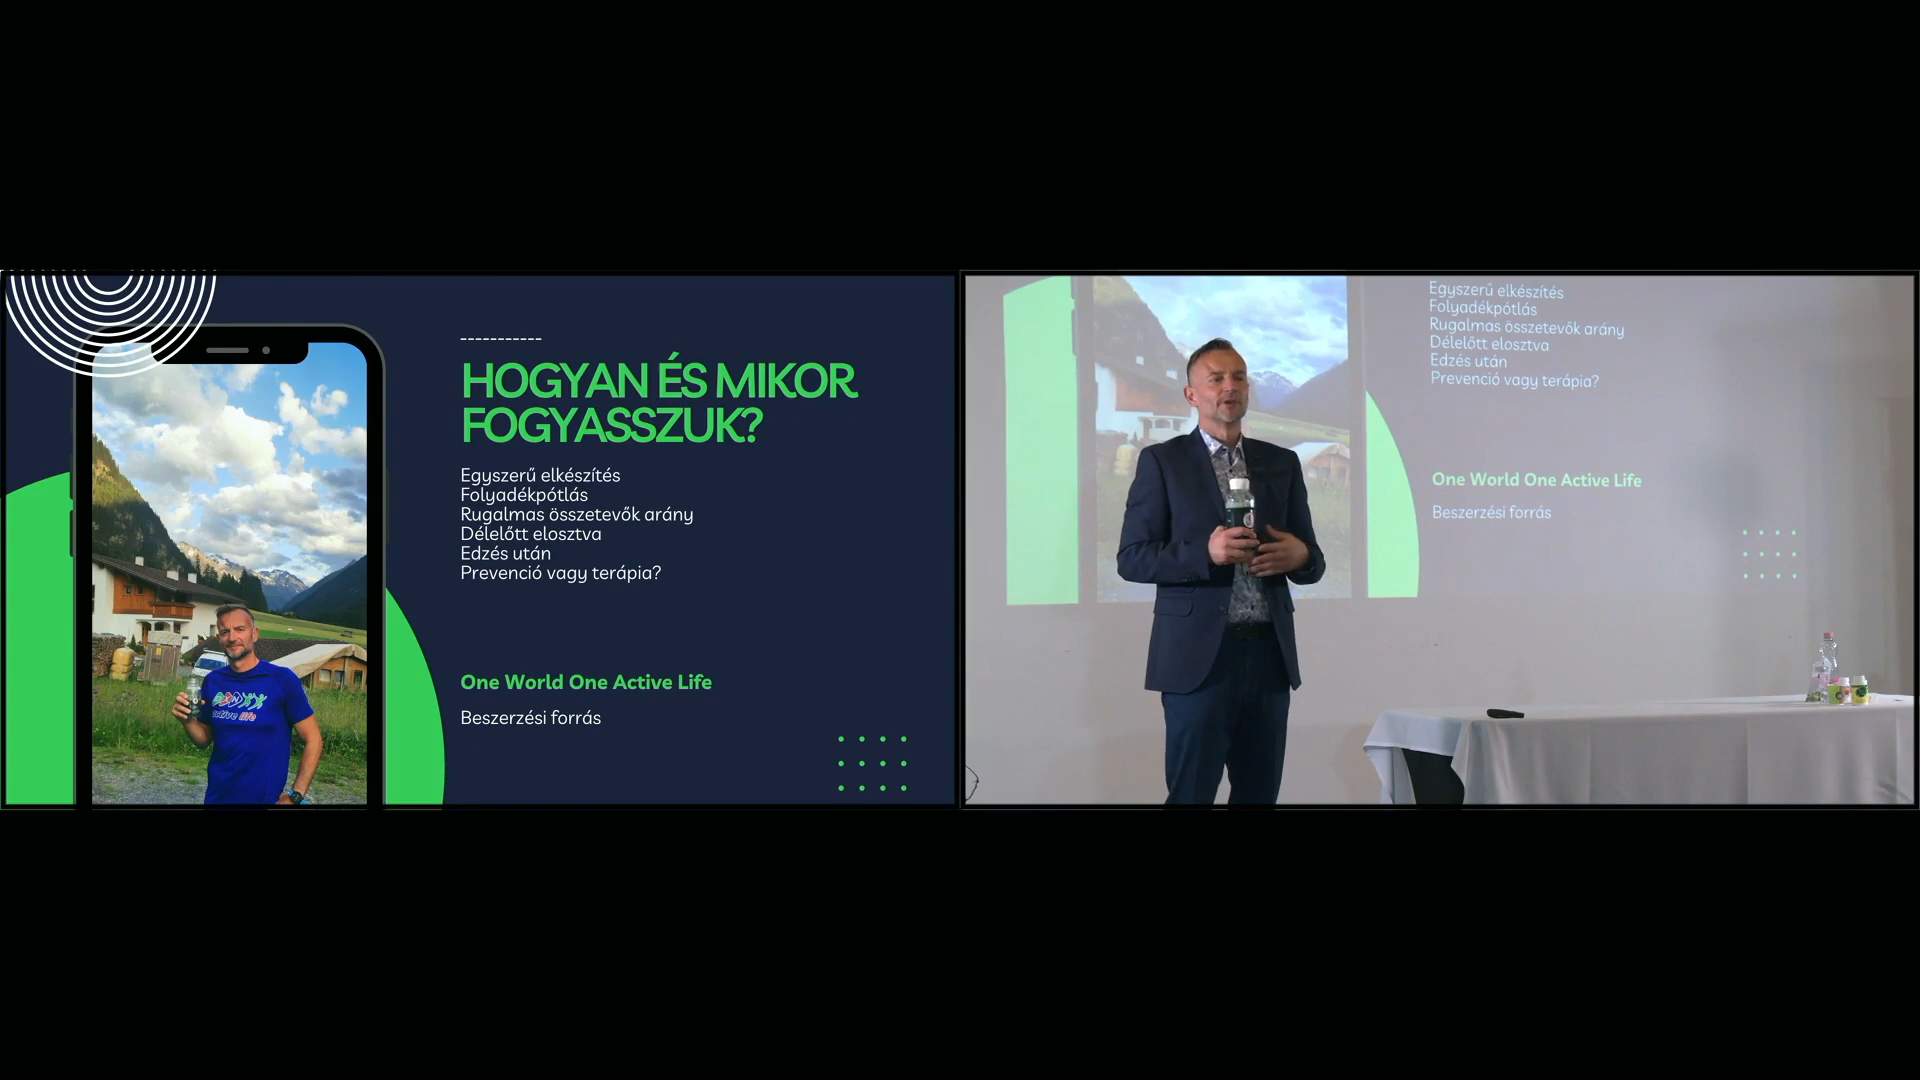 -----------
HOGYAN ÉS MIKOR
FOGYASSZUK?
Egyszerű elkészítés
Folyadékpótlás
Rugalmas összetevők arány
Délelőtt elosztva
Edzés után
Prevenció vagy terápia?
One World One Active Life
Beszerzési forrás
active life
Egyszerű elkészítés
Folyadékpótlás
Rugalmas összetevők arány
Délelőtt elosztva
Edzés után
Prevenció vagy terápia?
One World One Active Life
Beszerzési forrás